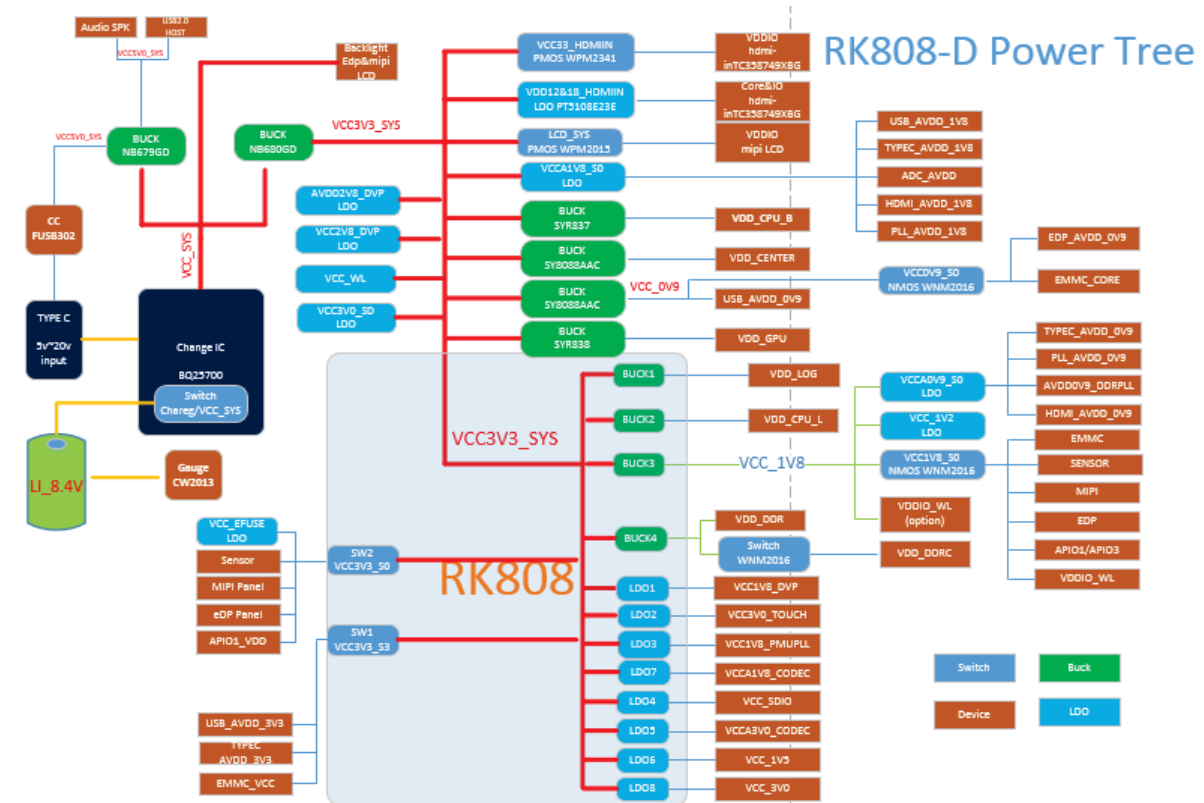 RK808-D Power Tree
Audio SPK
USB2.0
HOST
VCC5V0_SYS
VCC5V0_SYS
BUCK
NB679GD
BUCK
NB680GD
Backlight
Edp&mipi
LCD
VCC3V3_SYS
CC
FUSB302
VCC_SYS
TYPE C
5v~20v
input
Change IC
BQ25700
Switch
Chareg/VCC_SYS
LI_8.4V
Gauge
CW2013
AVDD2V8_DVP
LDO
VCC2V8_DVP
LDO
VCC_WL
VCC3V0_SD
LDO
VCC33_HDMIIN
PMOS WPM2341
VDDIO
hdmi-
inTC358749XBG
VDD12&18_HDMIIN
LDO PT5108E23E
Core&IO
hdmi-
inTC358749XBG
LCD_SYS
PMOS WPM2015
VDDIO
mipi LCD
VCCA1V8_S0
LDO
USB_AVDD_1V8
TYPEC_AVDD_1V8
ADC_AVDD
HDMI_AVDD_1V8
PLL_AVDD_1V8
BUCK
SYR837
VDD_CPU_B
BUCK
SY8088AAC
VDD_CENTER
BUCK
SY8088AAC
VCC_0V9
USB_AVDD_0V9
VCC0V9_S0
NMOS WNM2016
EDP_AVDD_0V9
EMMC_CORE
BUCK
SYR838
VDD_GPU
VCC3V3_SYS
RK808
BUCK1
VDD_LOG
BUCK2
VDD_CPU_L
BUCK3
VCC_1V8
VCCA0V9_S0
LDO
TYPEC_AVDD_0V9
PLL_AVDD_0V9
AVDD0V9_DDRPLL
HDMI_AVDD_0V9
VCC_1V2
LDO
VCC1V8_S0
NMOS WNM2016
EMMC
SENSOR
MIPI
EDP
APIO1/APIO3
VDDIO_WL
VDDIO_WL
(option)
BUCK4
VDD_DDR
Switch
WNM2016
VDD_DDRC
SW2
VCC3V3_S0
VCC_EFUSE
LDO
Sensor
MIPI Panel
eDP Panel
APIO1_VDD
SW1
VCC3V3_S3
USB_AVDD_3V3
TYPEC
AVDD_3V3
EMMC_VCC
LDO1
VCC1V8_DVP
LDO2
VCC3V0_TOUCH
LDO3
VCC1V8_PMUPLL
LDO7
VCCA1V8_CODEC
LDO4
VCC_SDIO
LDO5
VCCA3V0_CODEC
LDO6
VCC_1V5
LDO8
VCC_3V0
Switch
Buck
Device
LDO